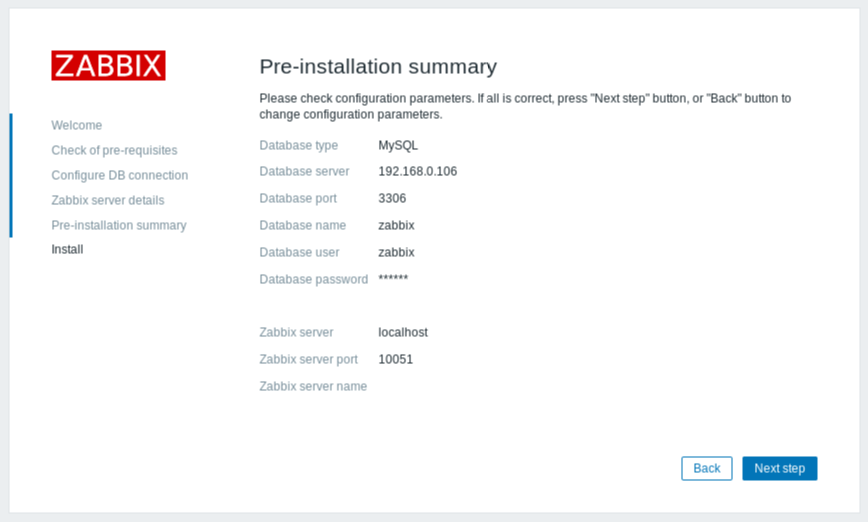 ZABBIX
Welcome
Check of pre-requisites
Configure DB connection
Zabbix server details
Pre-installation summary
Install
Pre-installation summary
Please check configuration parameters. If all is correct, press "Next step" button, or "Back" button to
change configuration parameters.
Database type MySQL
Database server 192.168.0.106
Database port 3306
Database name zabbix
Database user zabbix
Database password ******
Zabbix server localhost
Zabbix server port 10051
Zabbix server name
Back Next step